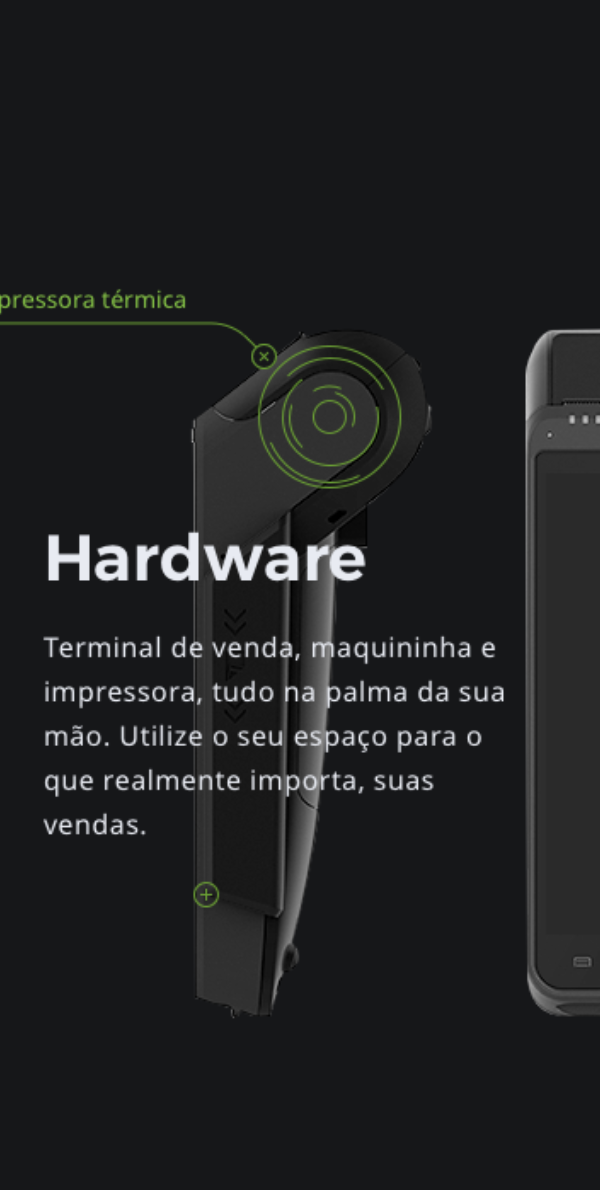 pressora térmica
Hardware
Terminal de venda, maquininha e
impressora, tudo na palma da sua
mão. Utilize o seu espaço para o
que realmente importa, suas
vendas.